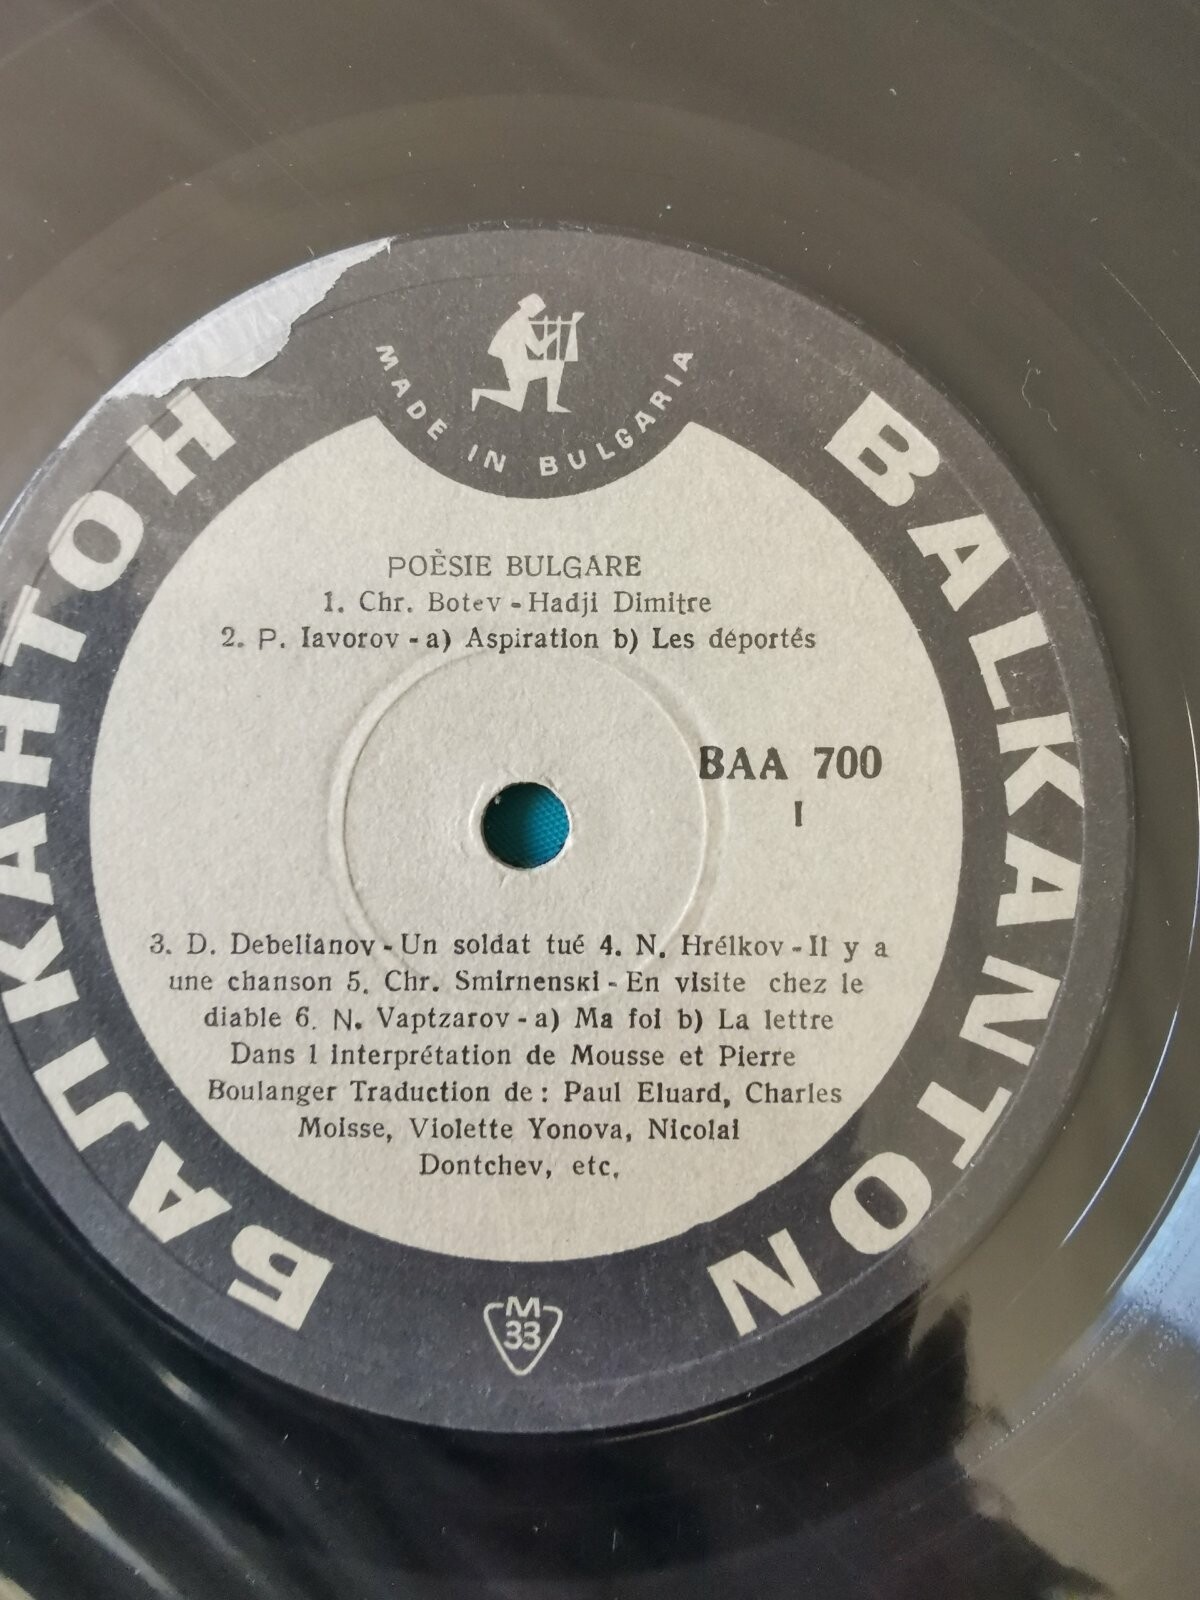 MADE IN BULGARIA
БАЛКАНТОН
BALKANTON
POÈSIE BULGARE
1. Chr. Botev - Hadji Dimitre
2. P. Iavorov - a) Aspiration b) Les déportés
BAA 700
I
3. D. Debelianov - Un soldat tué 4. N. Hrélkov - Il y a
une chanson 5. Chr. Smirnenski - En visite chez le
diable 6. N. Vaptzarov - a) Ma foi b) La lettre
Dans l interprétation de Mousse et Pierre
Boulanger Traduction de : Paul Eluard, Charles
Moisse, Violette Yonova, Nicolai
Dontchev, etc.
M
33